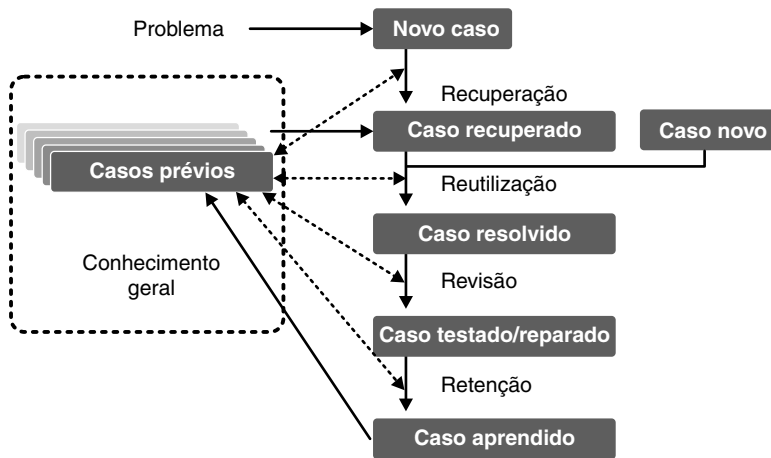 Problema
Novo caso
Recuperação
Caso recuperado
Caso novo
Casos prévios
Reutilização
Caso resolvido
Conhecimento
geral
Revisão
Caso testado/reparado
Retenção
Caso aprendido